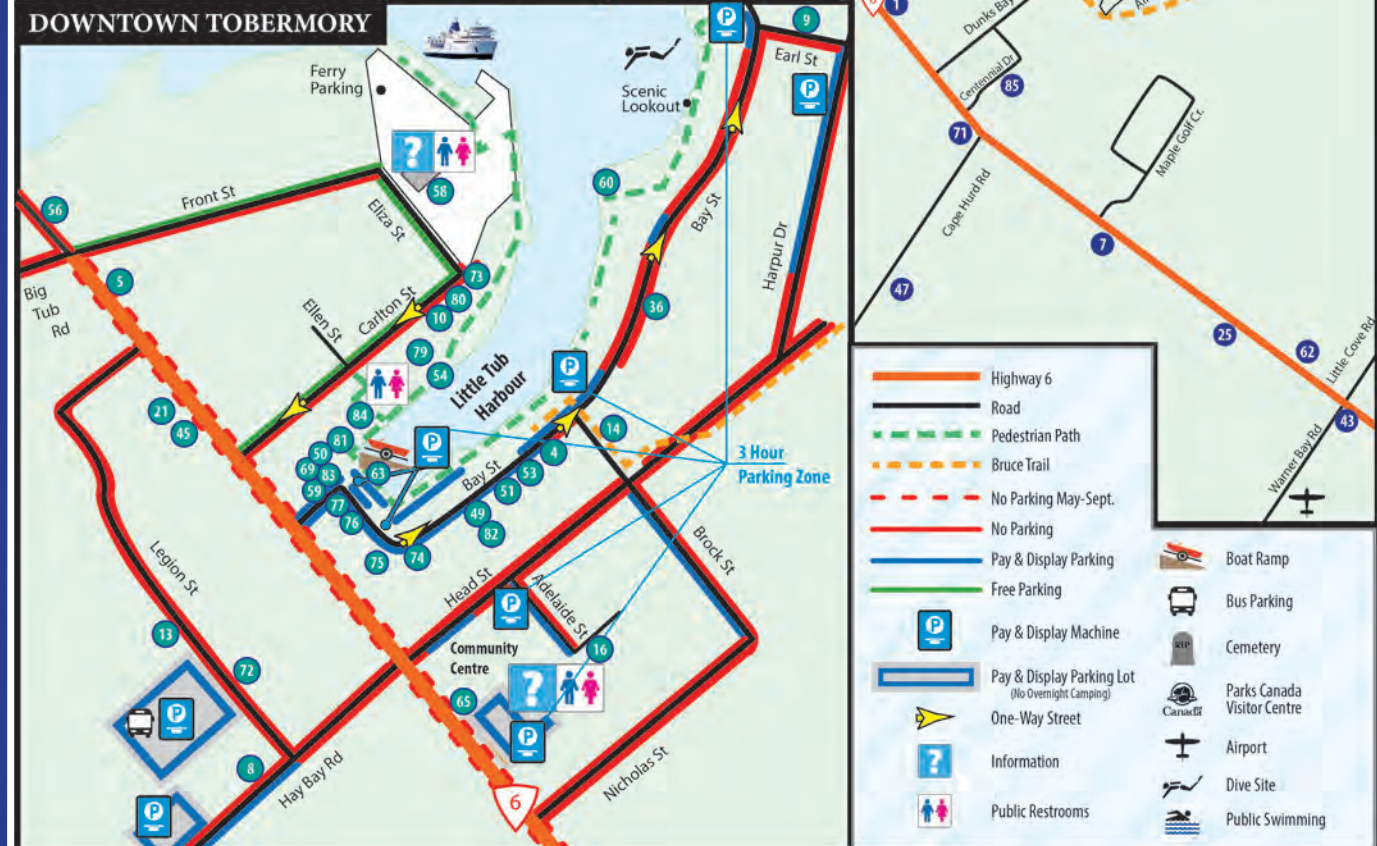 DOWNTOWN TOBERMORY
Ferry
Parking
Scenic
Lookout
P
9
Earl St
P
?
58
60
56
Front St
Eliza St
Bay St
Harpur Dr
5
73
80
10
Big
Tub
Rd
Ellen St
Carlton St
36
79
54
Little Tub
Harbour
P
21
45
84
81
50
69
83
59
63
P
77
76
75
74
Bay St
14
4
53
51
49
82
3 Hour
Parking Zone
Legion St
Head St
Adelaide St
Brock St
P
13
72
Community
Centre
16
?
65
P
P
8
Hay Bay Rd
6
Nicholas St
P
6
1
Dunks Bay
Centennial Dr
85
71
Maple Golf Cr.
Cape Hurd Rd
7
47
25
62
Little Cove Rd
43
Warner Bay Rd
Highway 6
Road
Pedestrian Path
Bruce Trail
No Parking May-Sept.
No Parking
Pay & Display Parking
Free Parking
P
Pay & Display Machine
Pay & Display Parking Lot
(No Overnight Camping)
One-Way Street
?
Information
Public Restrooms
Boat Ramp
Bus Parking
RIP
Cemetery
Canada
Parks Canada
Visitor Centre
Airport
Dive Site
Public Swimming